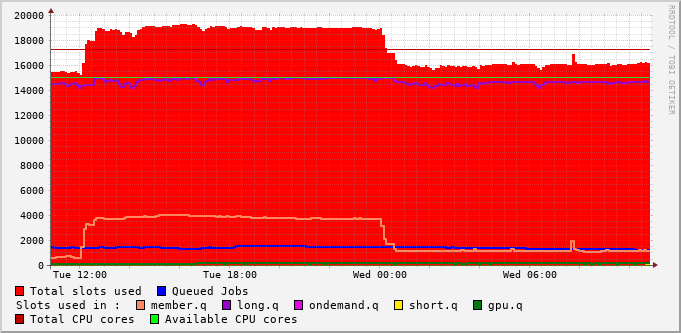 20000
18000
16000
14000
12000
10000
8000
6000
4000
2000
0
Tue 12:00 Tue 18:00 Wed 00:00 Wed 06:00
RRDTOOL / TOBI OETIKER
Total slots used Queued Jobs
Slots used in : member.q long.q ondemand.q short.q gpu.q
Total CPU cores Available CPU cores